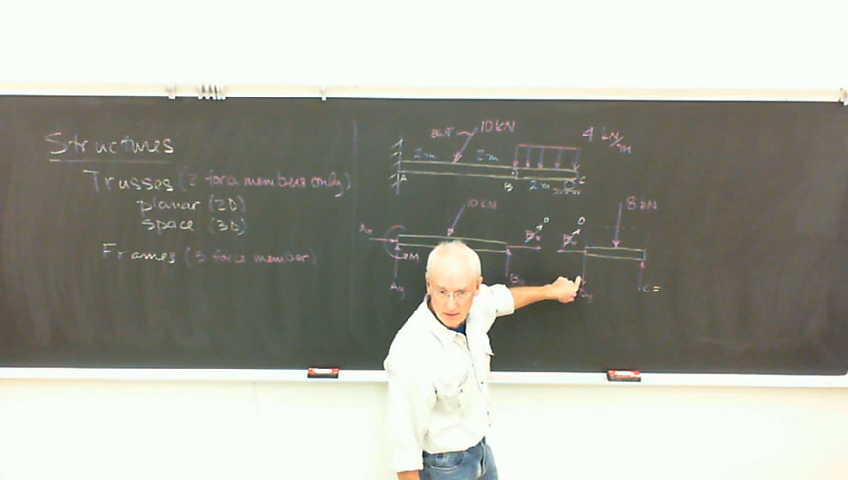 Structures
Trusses (2 force members only)
planar (2D)
space (3D)
Frames (3 force member)
10 kN
4 kN/m
2m 2m
A B 2m C
10 kN
8 kN
Ax
M
Ay
By
C =